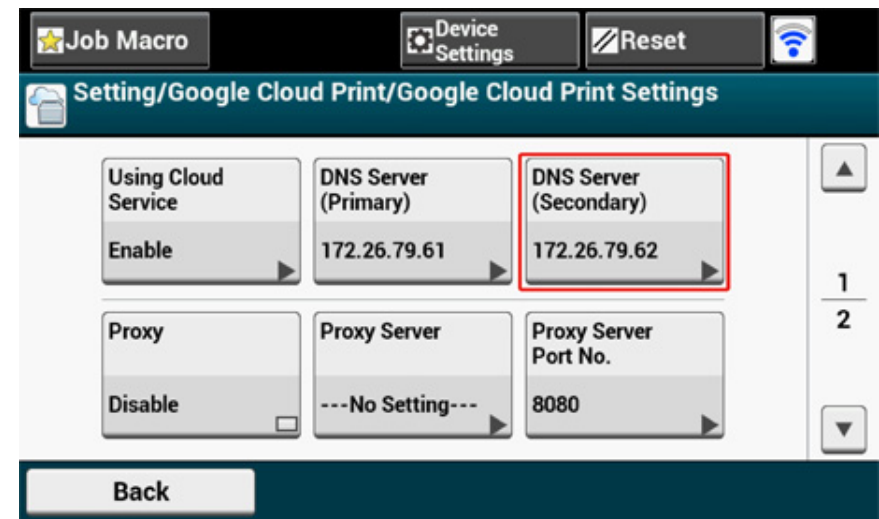 Job Macro
Device
Settings
Reset
Setting/Google Cloud Print/Google Cloud Print Settings
Using Cloud
Service
Enable
DNS Server
(Primary)
172.26.79.61
DNS Server
(Secondary)
172.26.79.62
1
2
Proxy
Disable
Proxy Server
---No Setting---
Proxy Server
Port No.
8080
Back